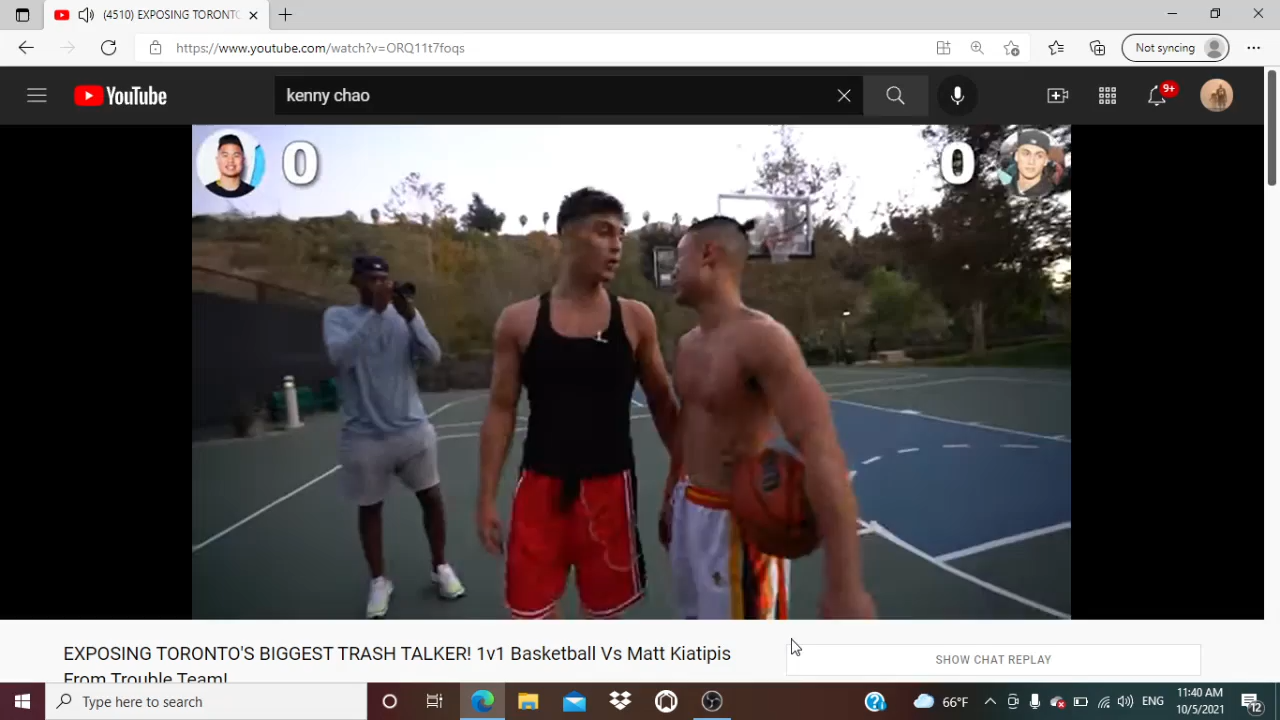 (4510) EXPOSING TORONTO
https://www.youtube.com/watch?v=ORQ11t7foqs
Not syncing
YouTube
kenny chao
9+
0
0
EXPOSING TORONTO'S BIGGEST TRASH TALKER! 1v1 Basketball Vs Matt Kiatipis
From Trouble Team!
SHOW CHAT REPLAY
Type here to search
66°F
ENG
11:40 AM
10/5/2021
12